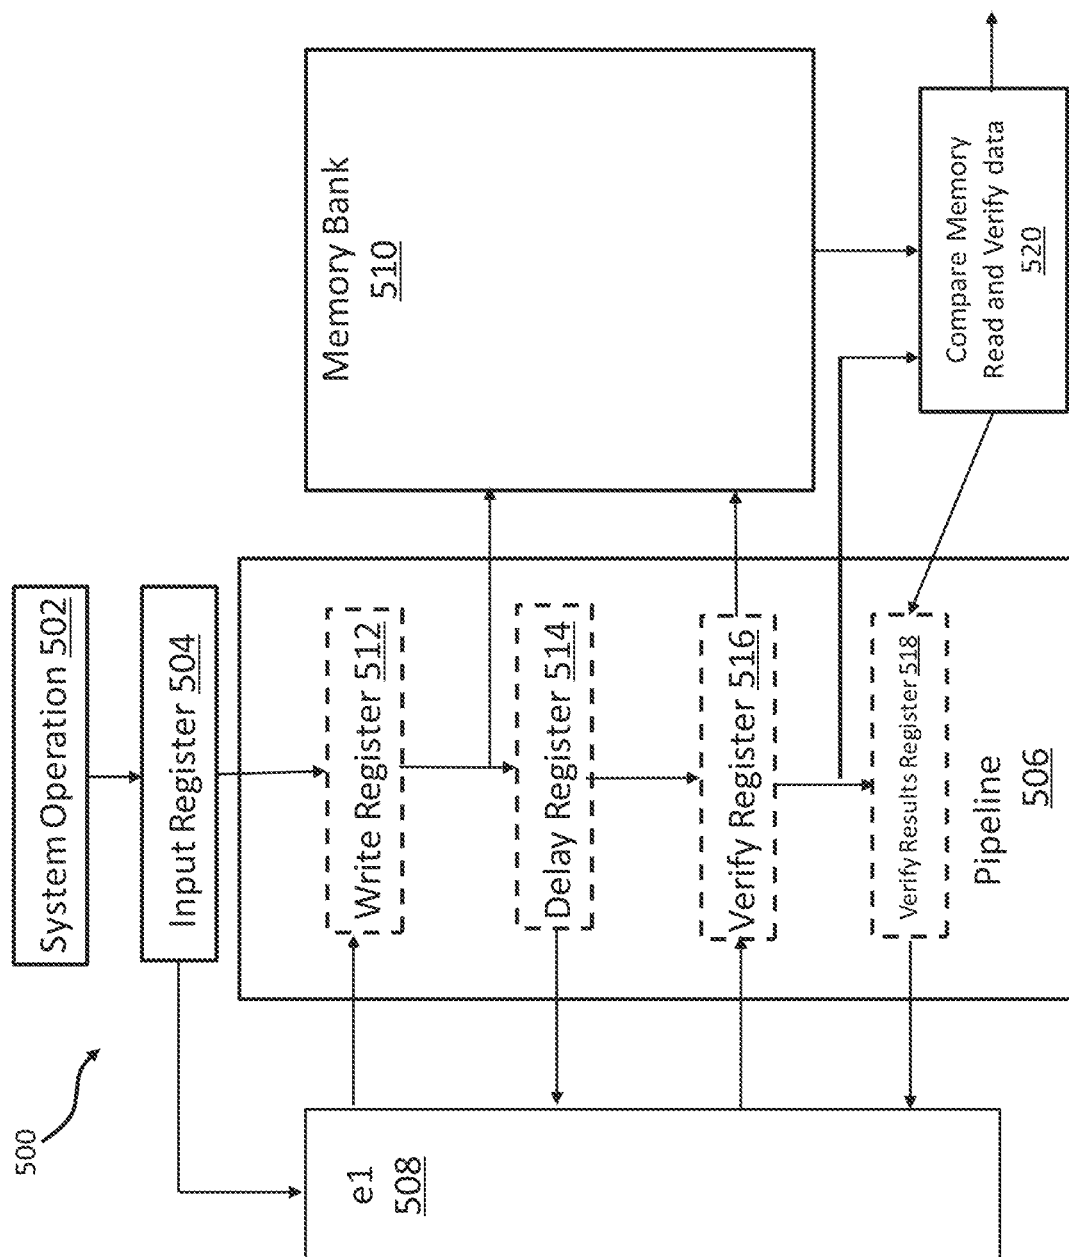 500
System Operation 502
Input Register 504
e1
508
Write Register 512
Delay Register 514
Verify Register 516
Verify Results Register 518
Pipeline
506
Memory Bank
510
Compare Memory
Read and Verify data
520